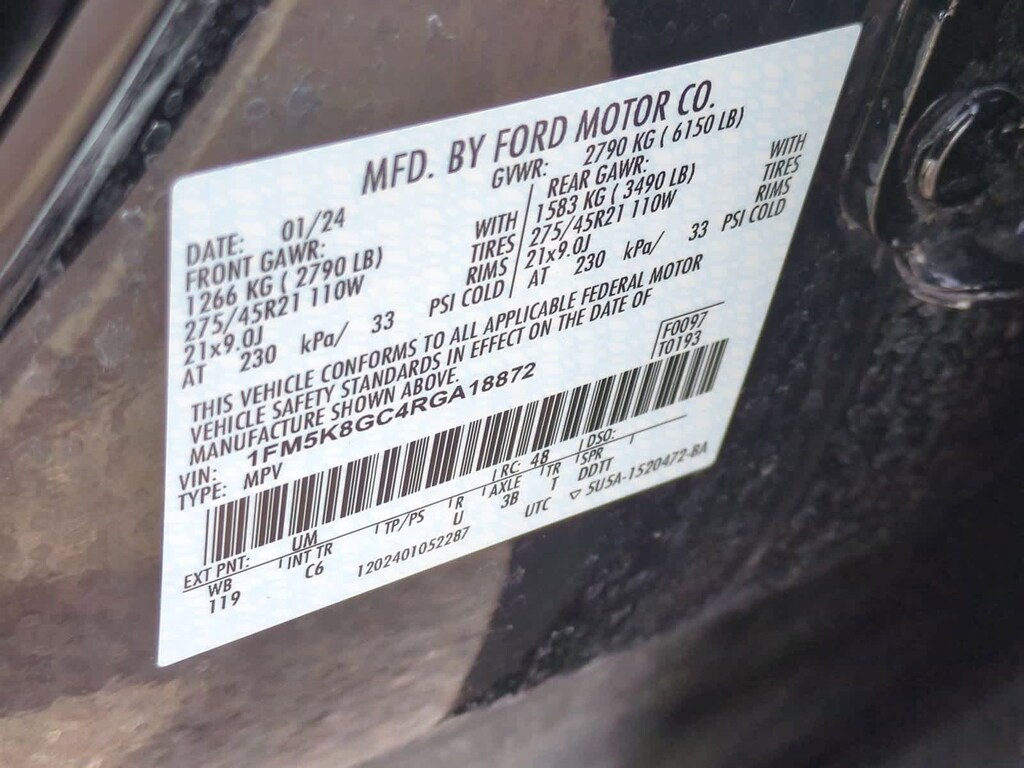 MFD. BY FORD MOTOR CO.
DATE: 01/24 GVWR: 2790 KG ( 6150 LB)
FRONT GAWR: WITH REAR GAWR: WITH
1266 KG ( 2790 LB) TIRES 1583 KG ( 3490 LB) TIRES
275/45R21 110W RIMS 275/45R21 110W RIMS
21x9.0J 21x9.0J
AT 230 kPa/ 33 PSI COLD AT 230 kPa/ 33 PSI COLD
THIS VEHICLE CONFORMS TO ALL APPLICABLE FEDERAL MOTOR
VEHICLE SAFETY STANDARDS IN EFFECT ON THE DATE OF
MANUFACTURE SHOWN ABOVE.
VIN: 1FM5K8GC4RGA18872 F0097
TYPE: MPV T0193
EXT PNT: UM RC: 48 DSO:
WB INT TR TP/PS R AXLE TR SPR
119 C6 U 3B T DDTT
1202401052287 UTC ▽ 5U5A-1520472-BA